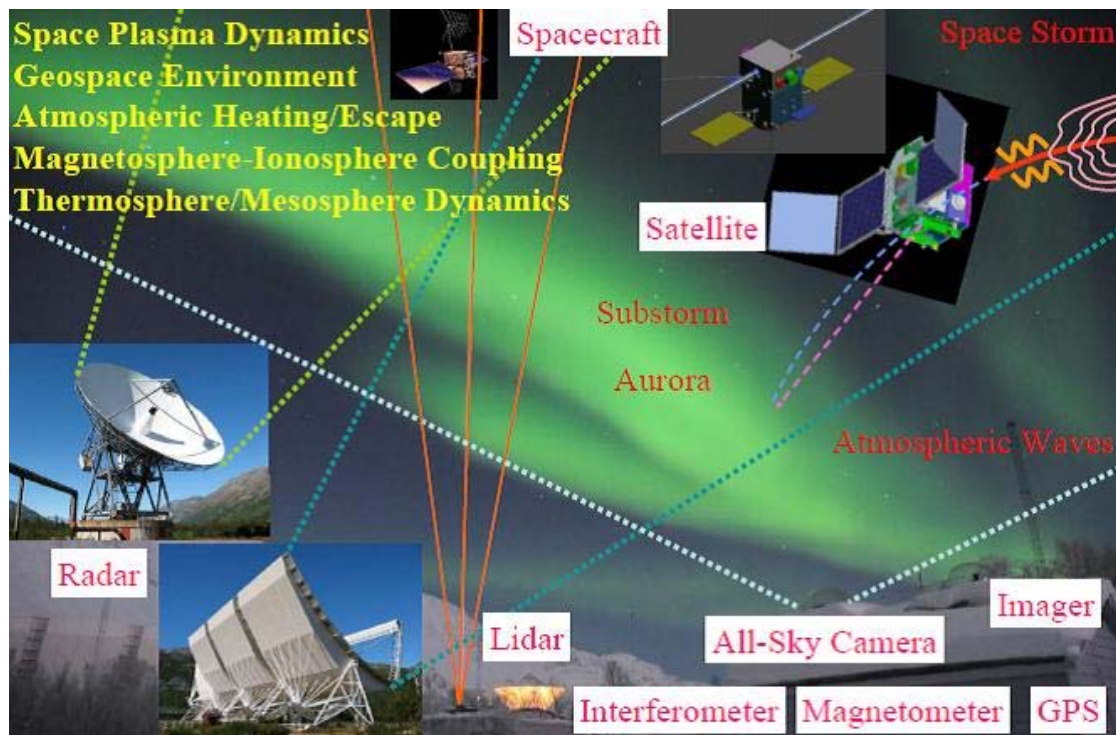 Space Plasma Dynamics
Geospace Environment
Atmospheric Heating/Escape
Magnetosphere-Ionosphere Coupling
Thermosphere/Mesosphere Dynamics
Spacecraft
Space Storm
Satellite
Substorm
Aurora
Atmospheric Waves
Radar
Lidar
All-Sky Camera
Imager
Interferometer
Magnetometer
GPS